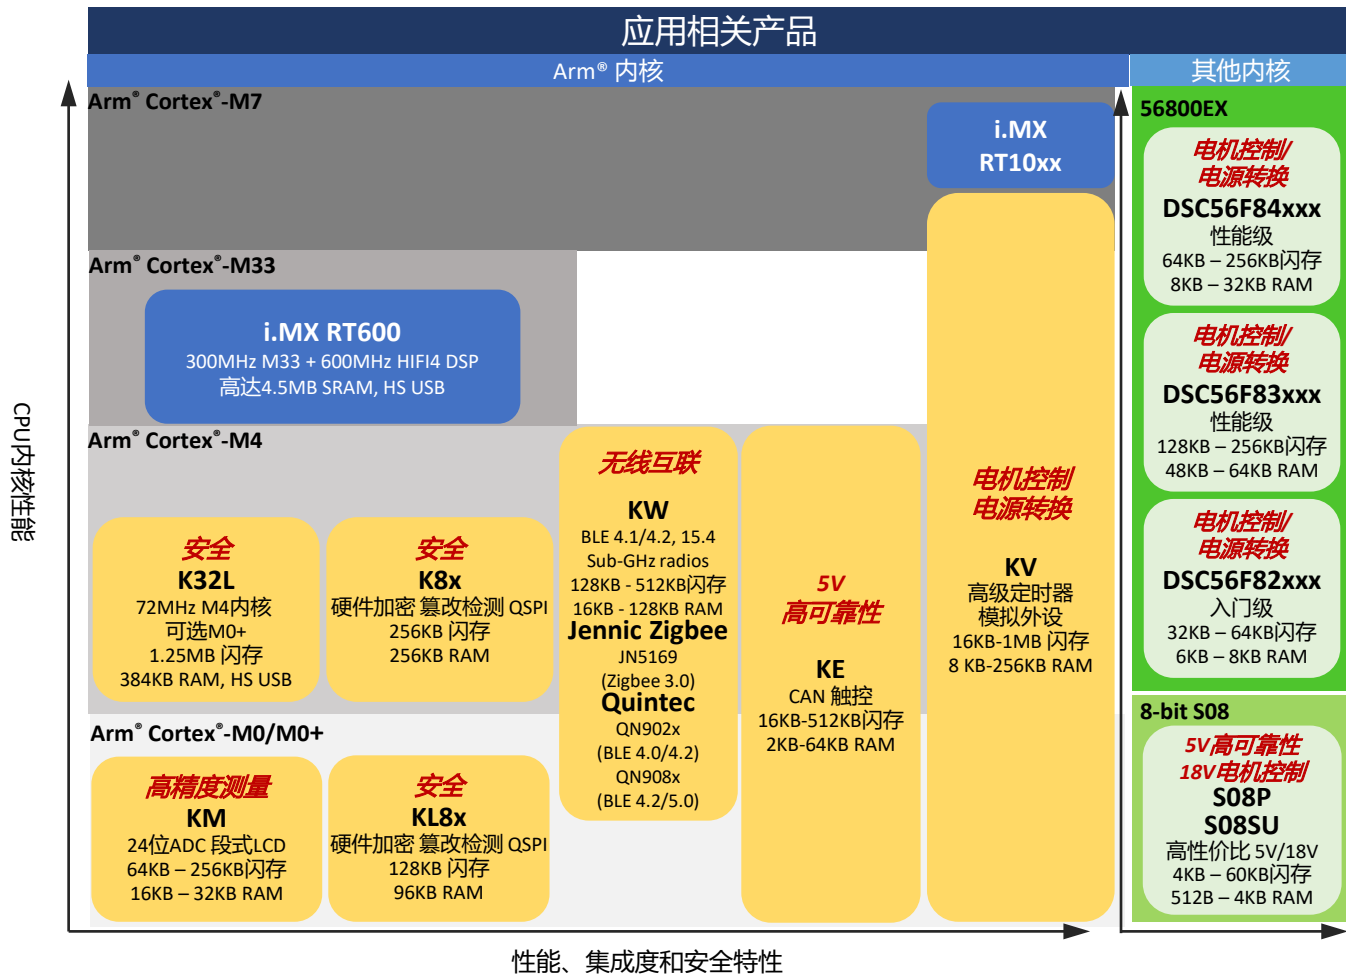 应用相关产品
Arm® 内核
其他内核
CPU内核性能
Arm® Cortex®-M7
i.MX
RT10xx
Arm® Cortex®-M33
i.MX RT600
300MHz M33 + 600MHz HIFI4 DSP
高达4.5MB SRAM, HS USB
Arm® Cortex®-M4
安全
K32L
72MHz M4内核
可选M0+
1.25MB 闪存
384KB RAM, HS USB
安全
K8x
硬件加密 篡改检测 QSPI
256KB 闪存
256KB RAM
无线互联
KW
BLE 4.1/4.2, 15.4
Sub-GHz radios
128KB - 512KB闪存
16KB - 128KB RAM
Jennic Zigbee
JN5169
(Zigbee 3.0)
Quintec
QN902x
(BLE 4.0/4.2)
QN908x
(BLE 4.2/5.0)
5V
高可靠性
KE
CAN 触控
16KB-512KB闪存
2KB-64KB RAM
电机控制
电源转换
KV
高级定时器
模拟外设
16KB-1MB 闪存
8 KB-256KB RAM
Arm® Cortex®-M0/M0+
高精度测量
KM
24位ADC 段式LCD
64KB – 256KB闪存
16KB – 32KB RAM
安全
KL8x
硬件加密 篡改检测 QSPI
128KB 闪存
96KB RAM
56800EX
电机控制/
电源转换
DSC56F84xxx
性能级
64KB – 256KB闪存
8KB – 32KB RAM
电机控制/
电源转换
DSC56F83xxx
性能级
128KB – 256KB闪存
48KB – 64KB RAM
电机控制/
电源转换
DSC56F82xxx
入门级
32KB – 64KB闪存
6KB – 8KB RAM
8-bit S08
5V高可靠性
18V电机控制
S08P
S08SU
高性价比 5V/18V
4KB – 60KB闪存
512B – 4KB RAM
性能、集成度和安全特性